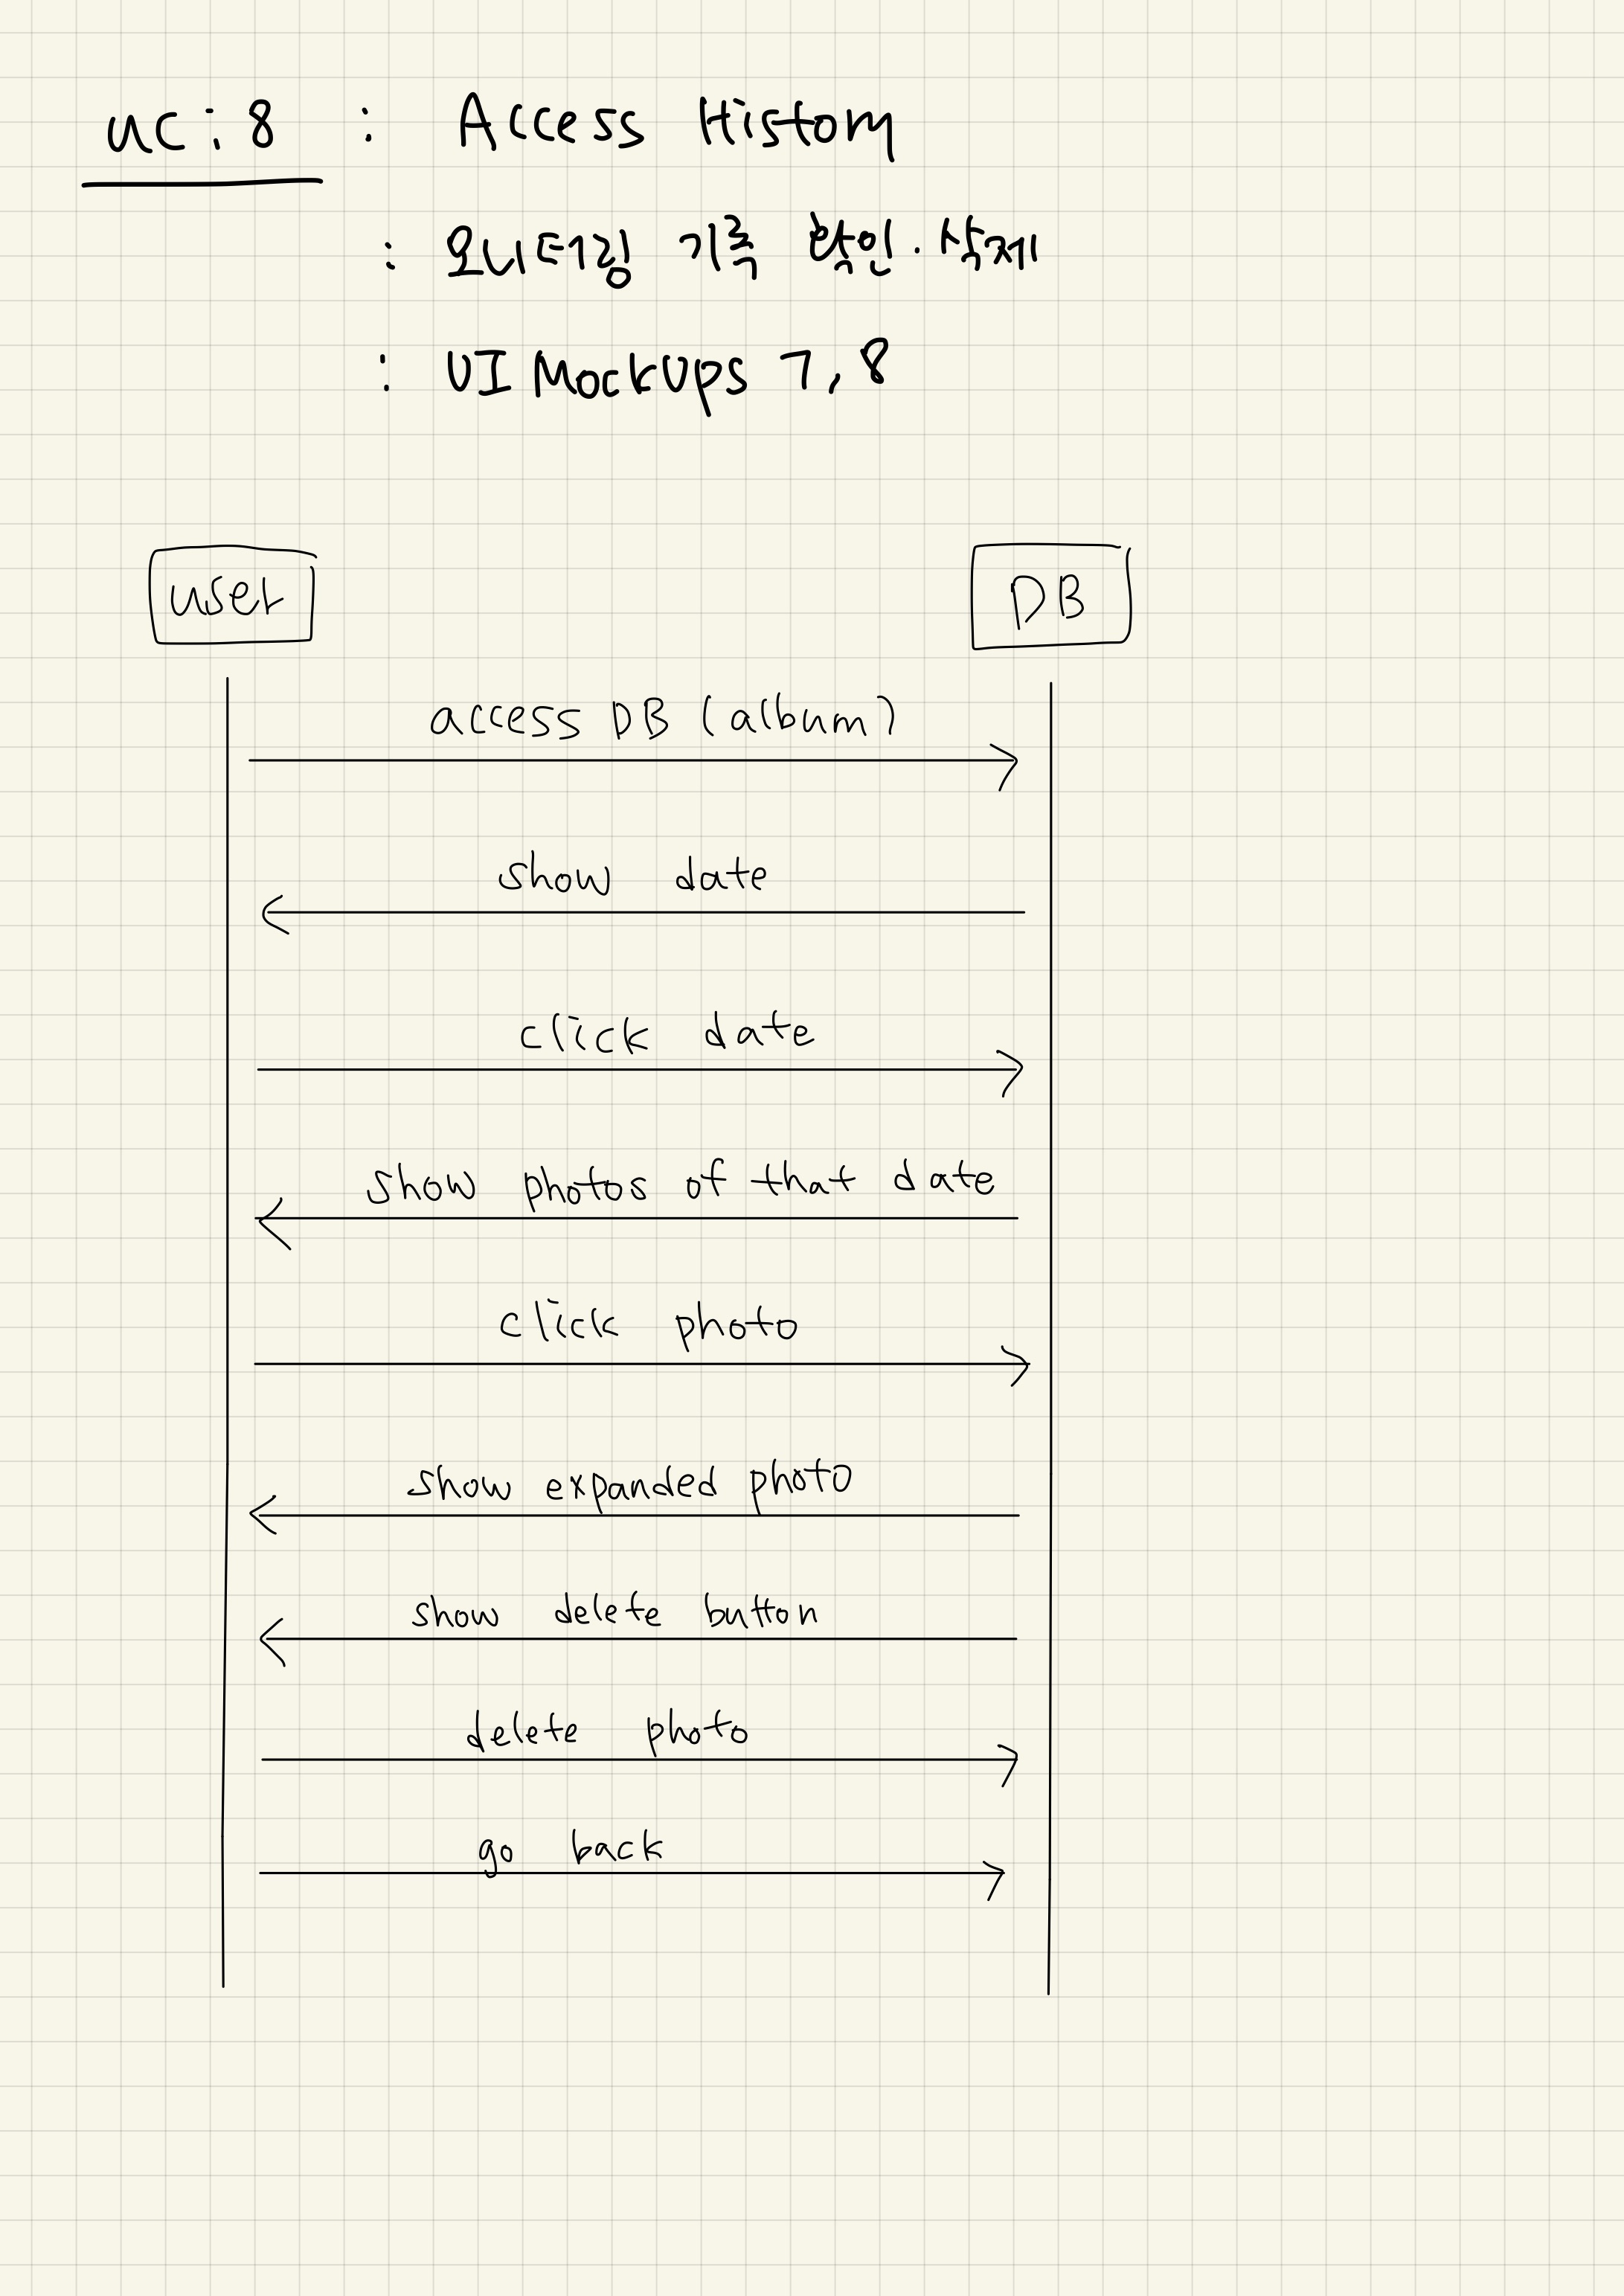 uc : 8 : Access History
: 모니터링 기록 확인 . 삭제
: UI Mockups 7, 8
user
DB
access DB (album)
show date
click date
show photos of that date
click photo
show expanded photo
show delete button
delete photo
go back